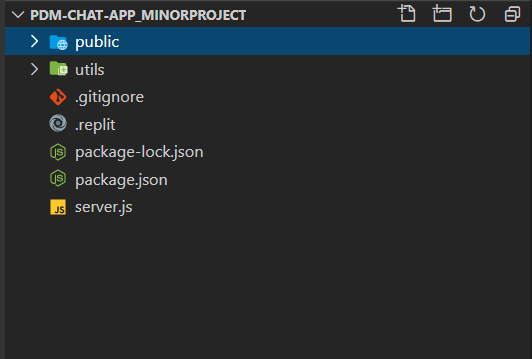 PDM-CHAT-APP_MINORPROJECT
public
utils
.gitignore
.replit
package-lock.json
package.json
JS server.js